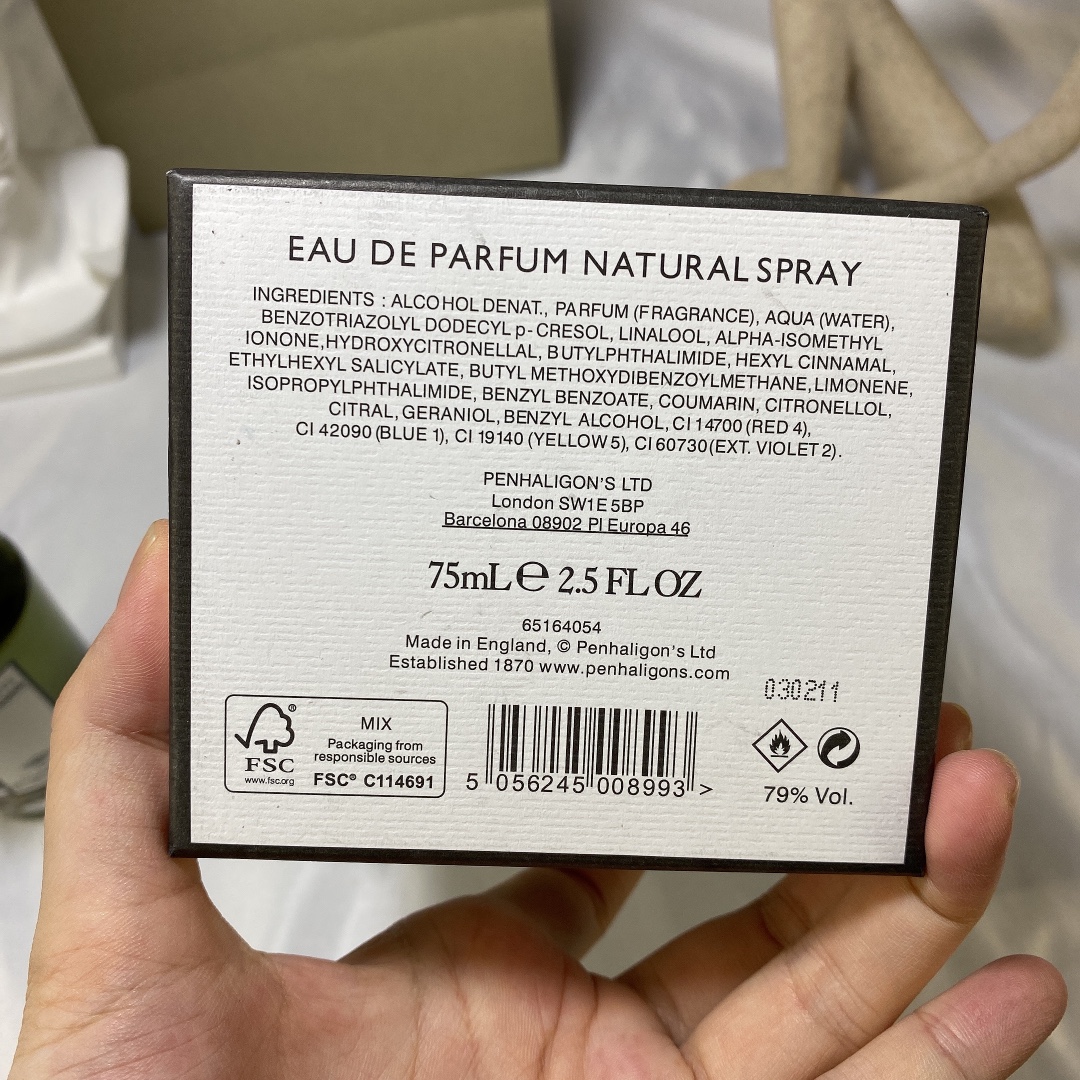 EAU DE PARFUM NATURAL SPRAY
INGREDIENTS : ALCOHOL DENAT., PARFUM (FRAGRANCE), AQUA (WATER),
BENZOTRIAZOLYL DODECYL p-CRESOL, LINALOOL, ALPHA-ISOMETHYL
IONONE, HYDROXYCITRONELLAL, BUTYLPHTHALIMIDE, HEXYL CINNAMAL,
ETHYLHEXYL SALICYLATE, BUTYL METHOXYDIBENZOYLMETHANE, LIMONENE,
ISOPROPYLPHTHALIMIDE, BENZYL BENZOATE, COUMARIN, CITRONELLOL,
CITRAL, GERANIOL, BENZYL ALCOHOL, CI 14700 (RED 4),
CI 42090 (BLUE 1), CI 19140 (YELLOW 5), CI 60730 (EXT. VIOLET 2).
PENHALIGON'S LTD
London SW1E 5BP
Barcelona 08902 Pl Europa 46
75mL ℮ 2.5 FL OZ
65164054
Made in England, © Penhaligon's Ltd
Established 1870 www.penhaligons.com
030211
FSC®
www.fsc.org
MIX
Packaging from
responsible sources
FSC® C114691
5 056245 008993 >
79% Vol.